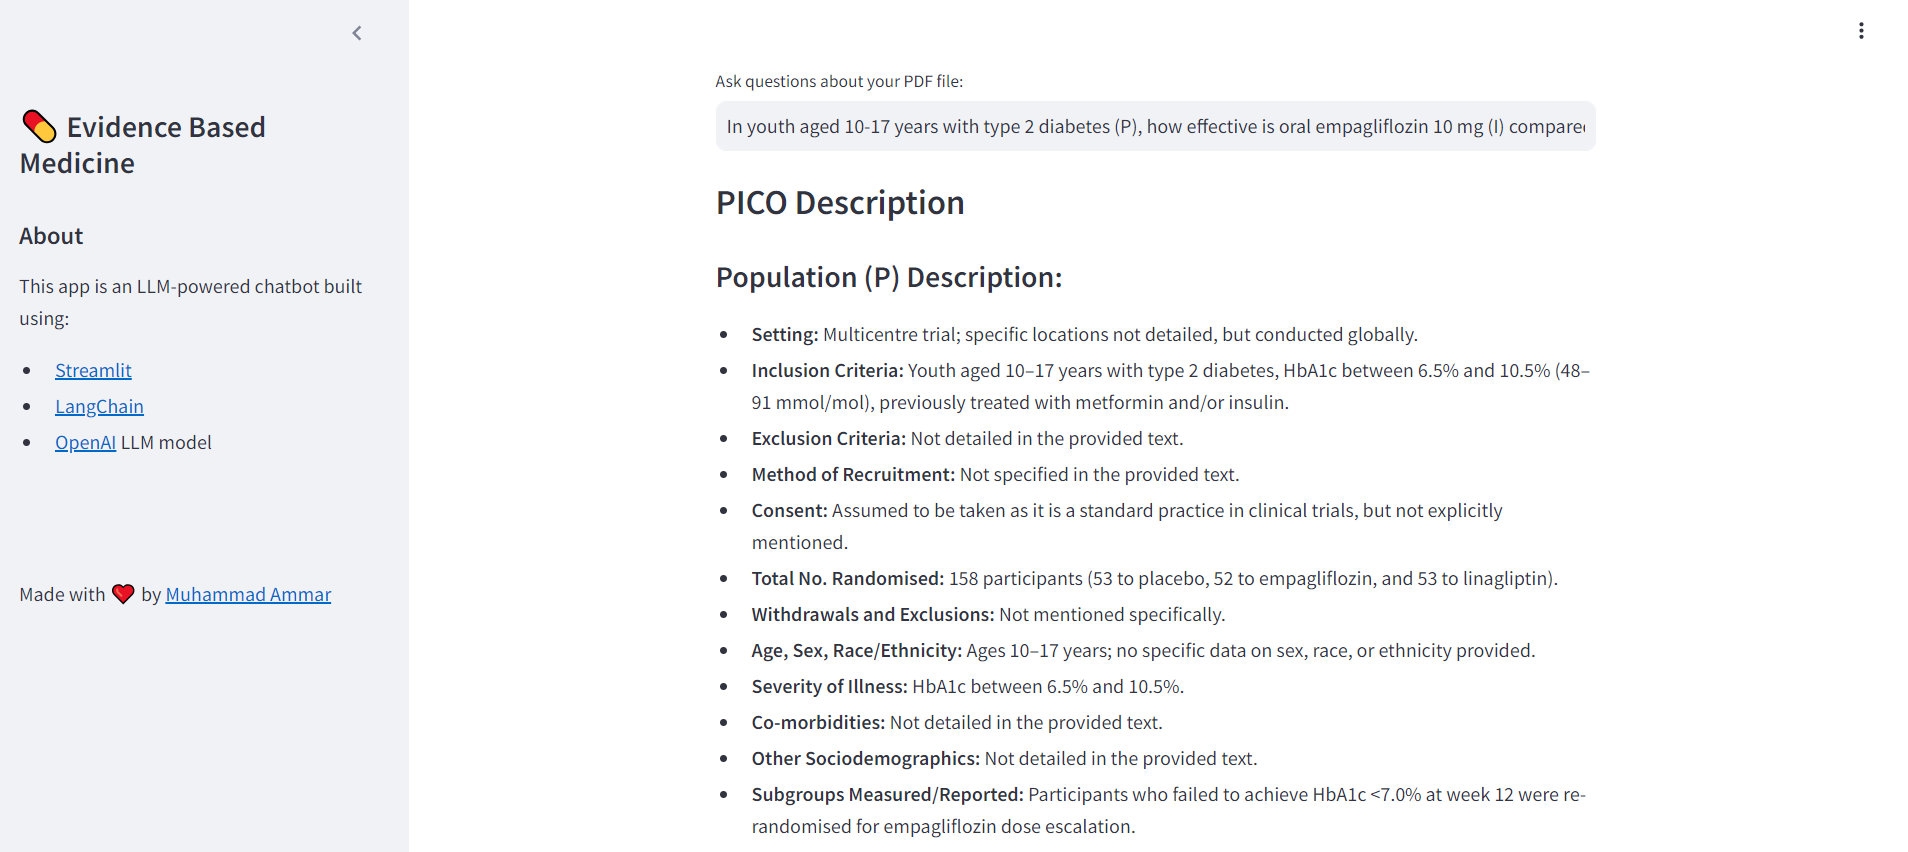 Evidence Based
Medicine
About
This app is an LLM-powered chatbot built
using:
Streamlit
LangChain
OpenAI LLM model
Made with ❤️ by Muhammad Ammar
Ask questions about your PDF file:
In youth aged 10-17 years with type 2 diabetes (P), how effective is oral empagliflozin 10 mg (I) compare
PICO Description
Population (P) Description:
Setting: Multicentre trial; specific locations not detailed, but conducted globally.
Inclusion Criteria: Youth aged 10–17 years with type 2 diabetes, HbA1c between 6.5% and 10.5% (48–
91 mmol/mol), previously treated with metformin and/or insulin.
Exclusion Criteria: Not detailed in the provided text.
Method of Recruitment: Not specified in the provided text.
Consent: Assumed to be taken as it is a standard practice in clinical trials, but not explicitly
mentioned.
Total No. Randomised: 158 participants (53 to placebo, 52 to empagliflozin, and 53 to linagliptin).
Withdrawals and Exclusions: Not mentioned specifically.
Age, Sex, Race/Ethnicity: Ages 10–17 years; no specific data on sex, race, or ethnicity provided.
Severity of Illness: HbA1c between 6.5% and 10.5%.
Co-morbidities: Not detailed in the provided text.
Other Sociodemographics: Not detailed in the provided text.
Subgroups Measured/Reported: Participants who failed to achieve HbA1c <7.0% at week 12 were re-
randomised for empagliflozin dose escalation.